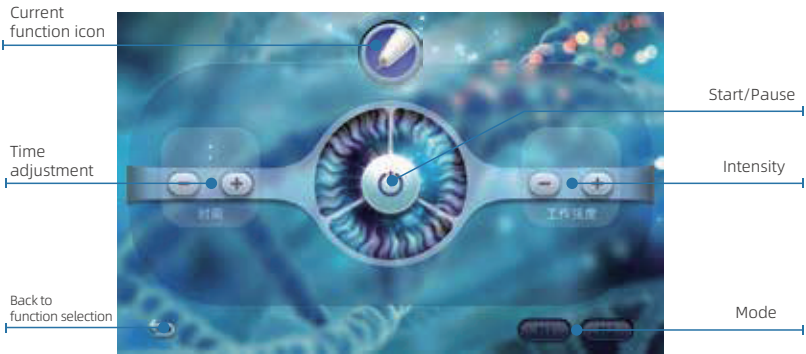 Current
function icon
Start/Pause
Time
adjustment
Intensity
时间
工作强度
Back to
function selection
Mode